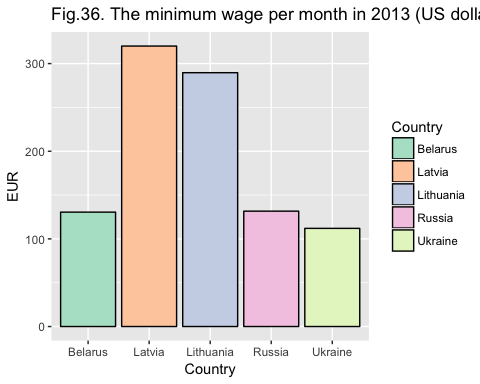 Fig.36. The minimum wage per month in 2013 (US dolla
EUR
300
200
100
0
Belarus Latvia Lithuania Russia Ukraine
Country
Country
Belarus
Latvia
Lithuania
Russia
Ukraine